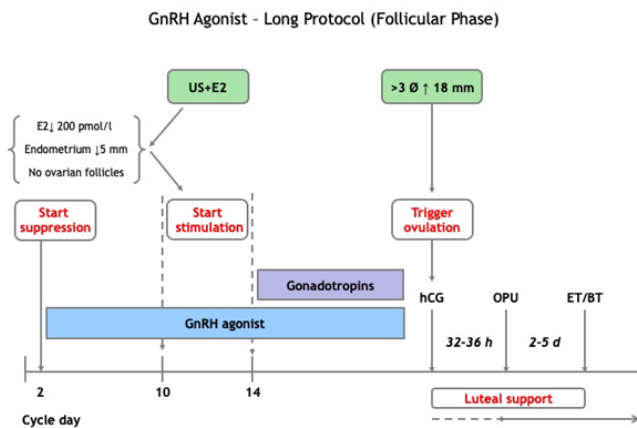 GnRH Agonist – Long Protocol (Follicular Phase)
US+E2
>3 Ø ↑ 18 mm
E2↓ 200 pmol/l
Endometrium ↓5 mm
No ovarian follicles
Start
suppression
Start
stimulation
Trigger
ovulation
Gonadotropins
hCG
OPU
ET/BT
GnRH agonist
32-36 h
2-5 d
2
10
14
Luteal support
Cycle day